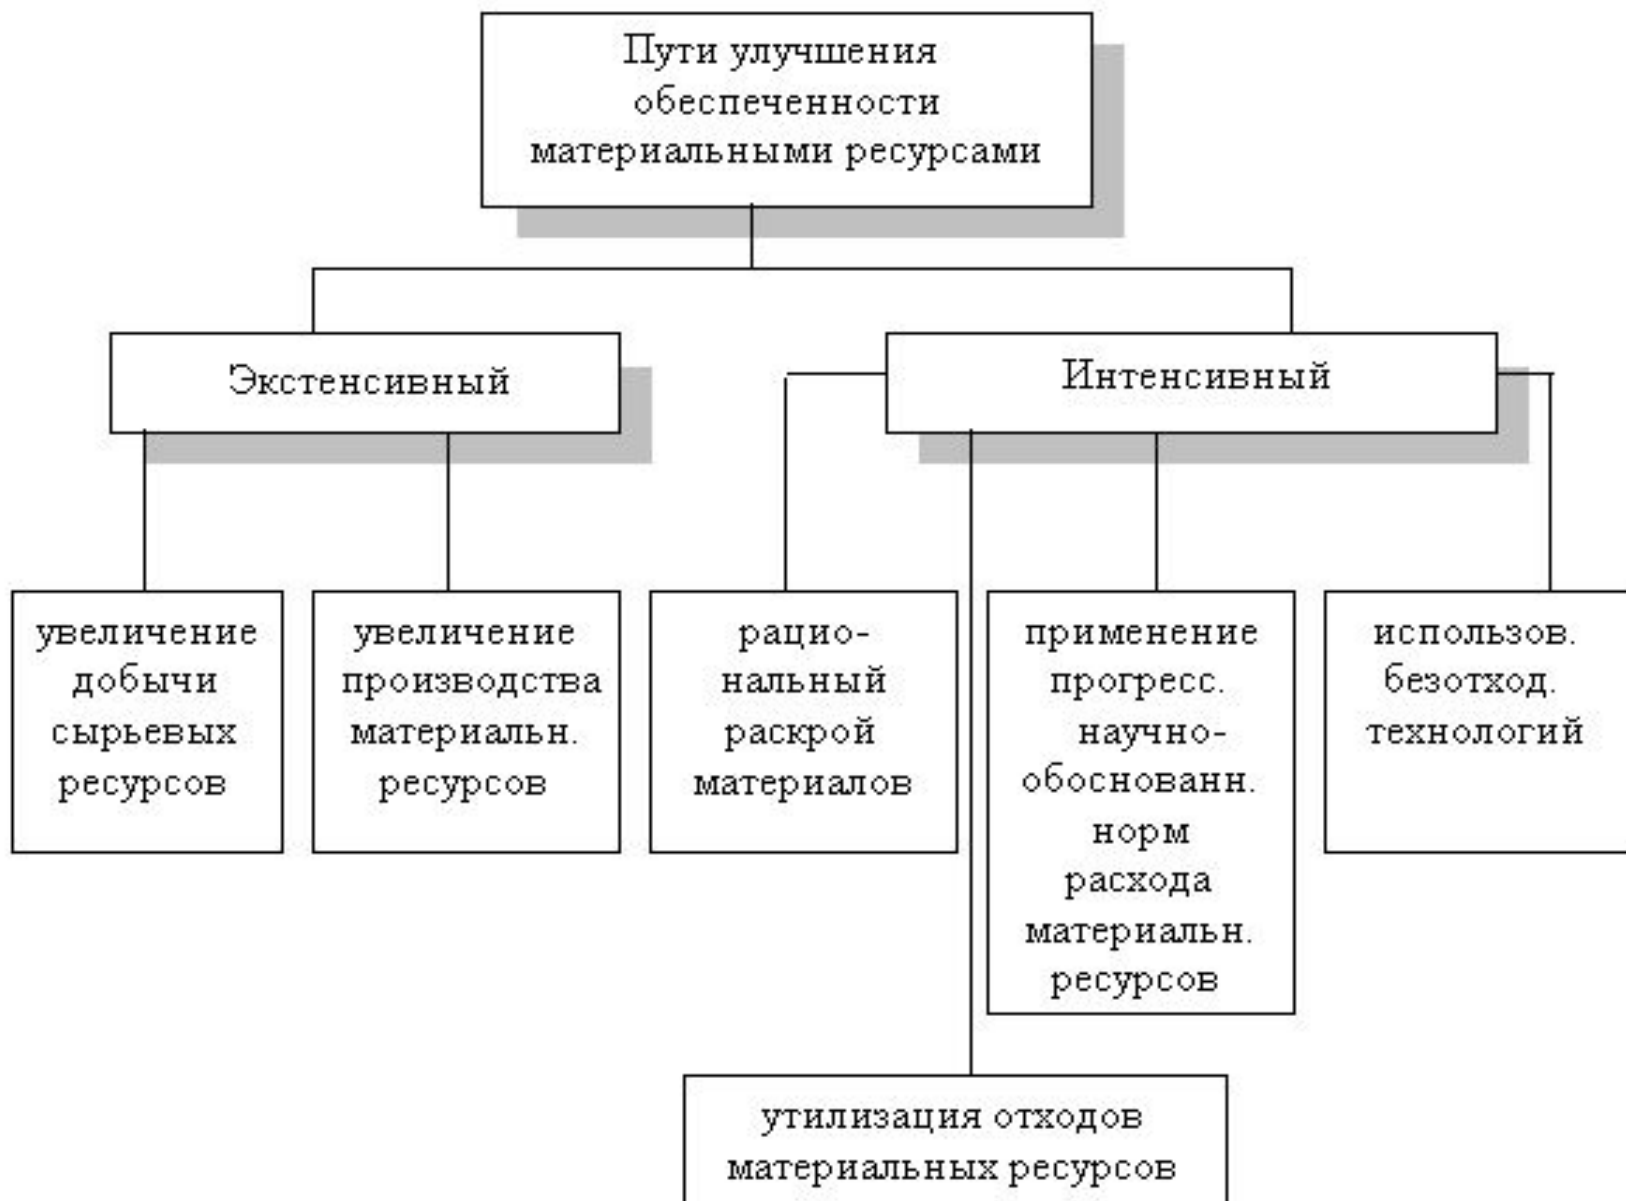 Пути улучшения
обеспеченности
материальными ресурсами
Экстенсивный
Интенсивный
увеличение
добычи
сырьевых
ресурсов
увеличение
производства
материальн.
ресурсов
рацио-
нальный
раскрой
материалов
применение
прогресс.
научно-
обоснованн.
норм
расхода
материальн.
ресурсов
использов.
безотход.
технологий
утилизация отходов
материальных ресурсов